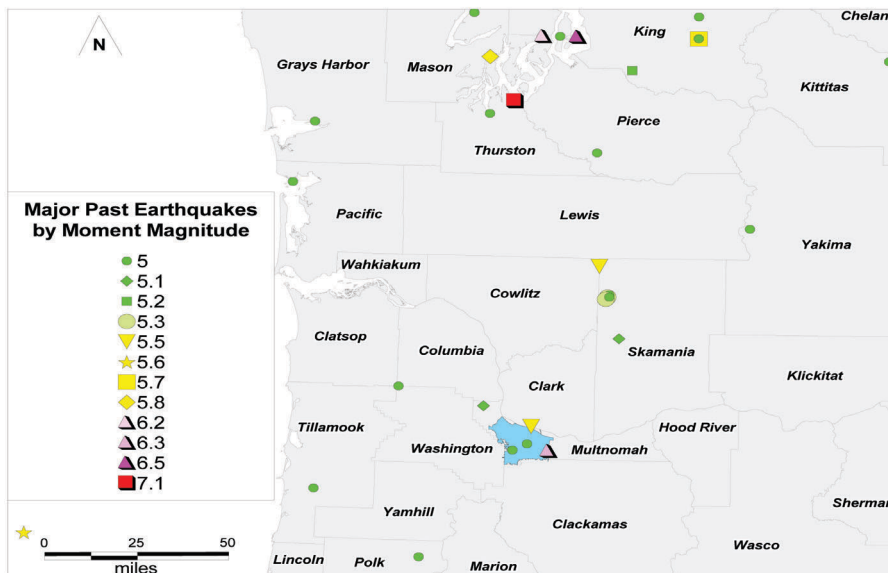 N
King
Chelan
Grays Harbor
Mason
Kittitas
Pierce
Thurston
Major Past Earthquakes
by Moment Magnitude
5
5.1
5.2
5.3
5.5
5.6
5.7
5.8
6.2
6.3
6.5
7.1
Pacific
Lewis
Yakima
Wahkiakum
Cowlitz
Clatsop
Columbia
Skamania
Clark
Klickitat
Tillamook
Hood River
Washington
Multnomah
Yamhill
Clackamas
Sherman
Wasco
0 25 50
miles
Lincoln
Polk
Marion